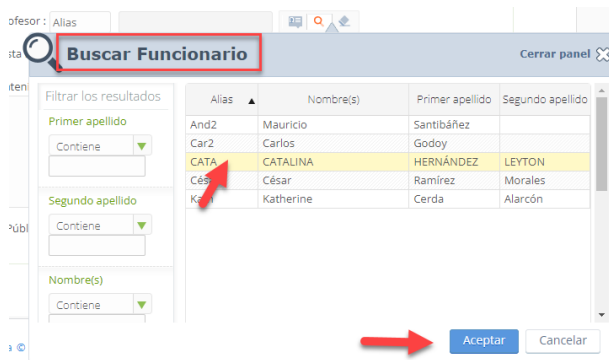 ofesor : Alias
sta
Buscar Funcionario
Cerrar panel
Filtrar los resultados
Primer apellido
Contiene
Segundo apellido
Contiene
Nombre(s)
Contiene
Alias Nombre(s) Primer apellido Segundo apellido
And2 Mauricio Santibáñez
Car2 Carlos Godoy
CATA CATALINA HERNÁNDEZ LEYTON
César Ramírez Morales
Katherine Cerda Alarcón
Públ
a ©
Aceptar Cancelar